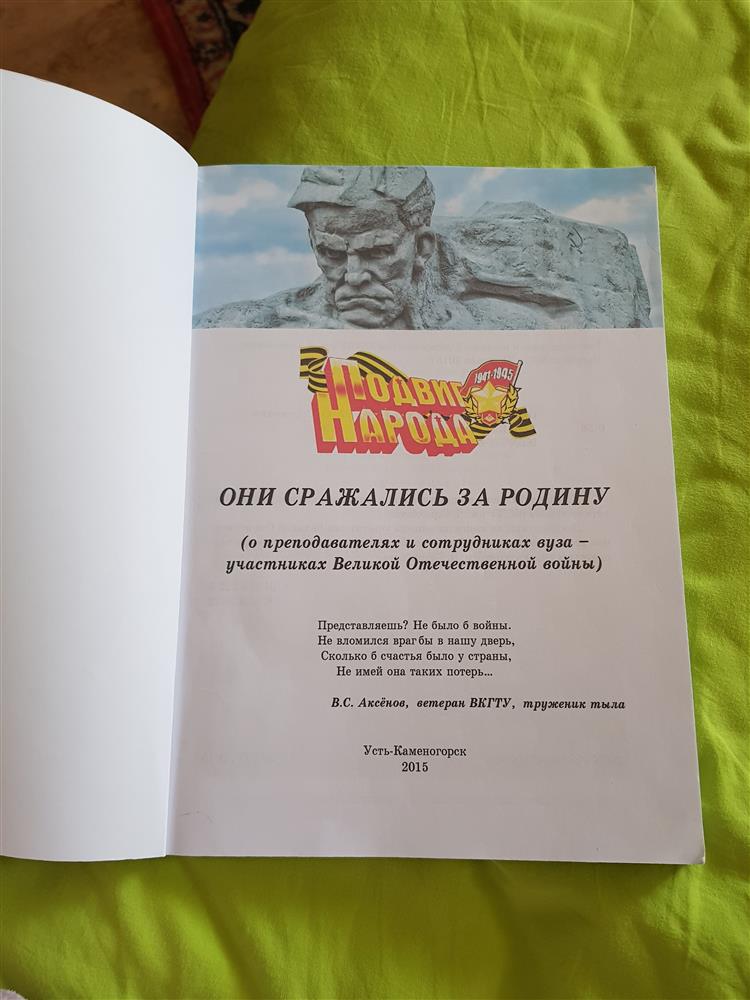 Подвиг
Народа
1941-1945
ОНИ СРАЖАЛИСЬ ЗА РОДИНУ
(о преподавателях и сотрудниках вуза –
участниках Великой Отечественной войны)
Представляешь? Не было б войны.
Не вломился враг бы в нашу дверь,
Сколько б счастья было у страны,
Не имей она таких потерь...
В.С. Аксёнов, ветеран ВКГТУ, труженик тыла
Усть-Каменогорск
2015